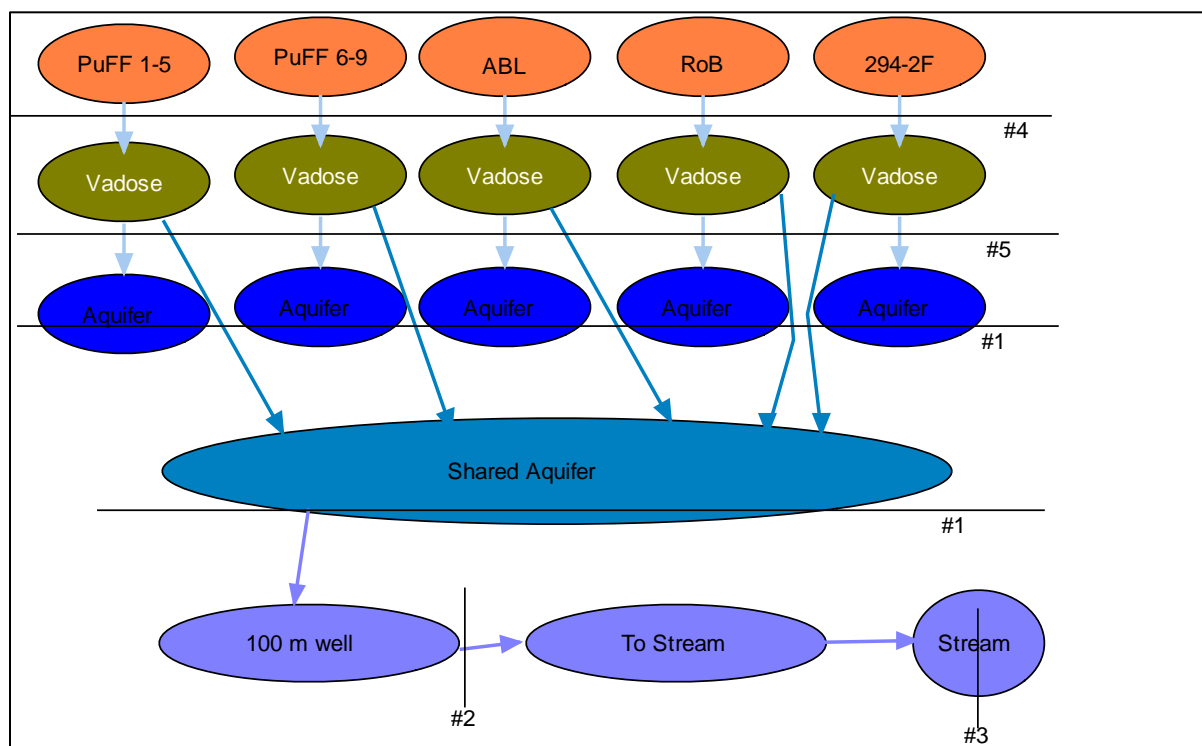 PuFF 1-5
PuFF 6-9
ABL
RoB
294-2F
#4
Vadose
Vadose
Vadose
Vadose
Vadose
#5
Aquifer
Aquifer
Aquifer
Aquifer
Aquifer
#1
Shared Aquifer
#1
100 m well
To Stream
Stream
#2
#3